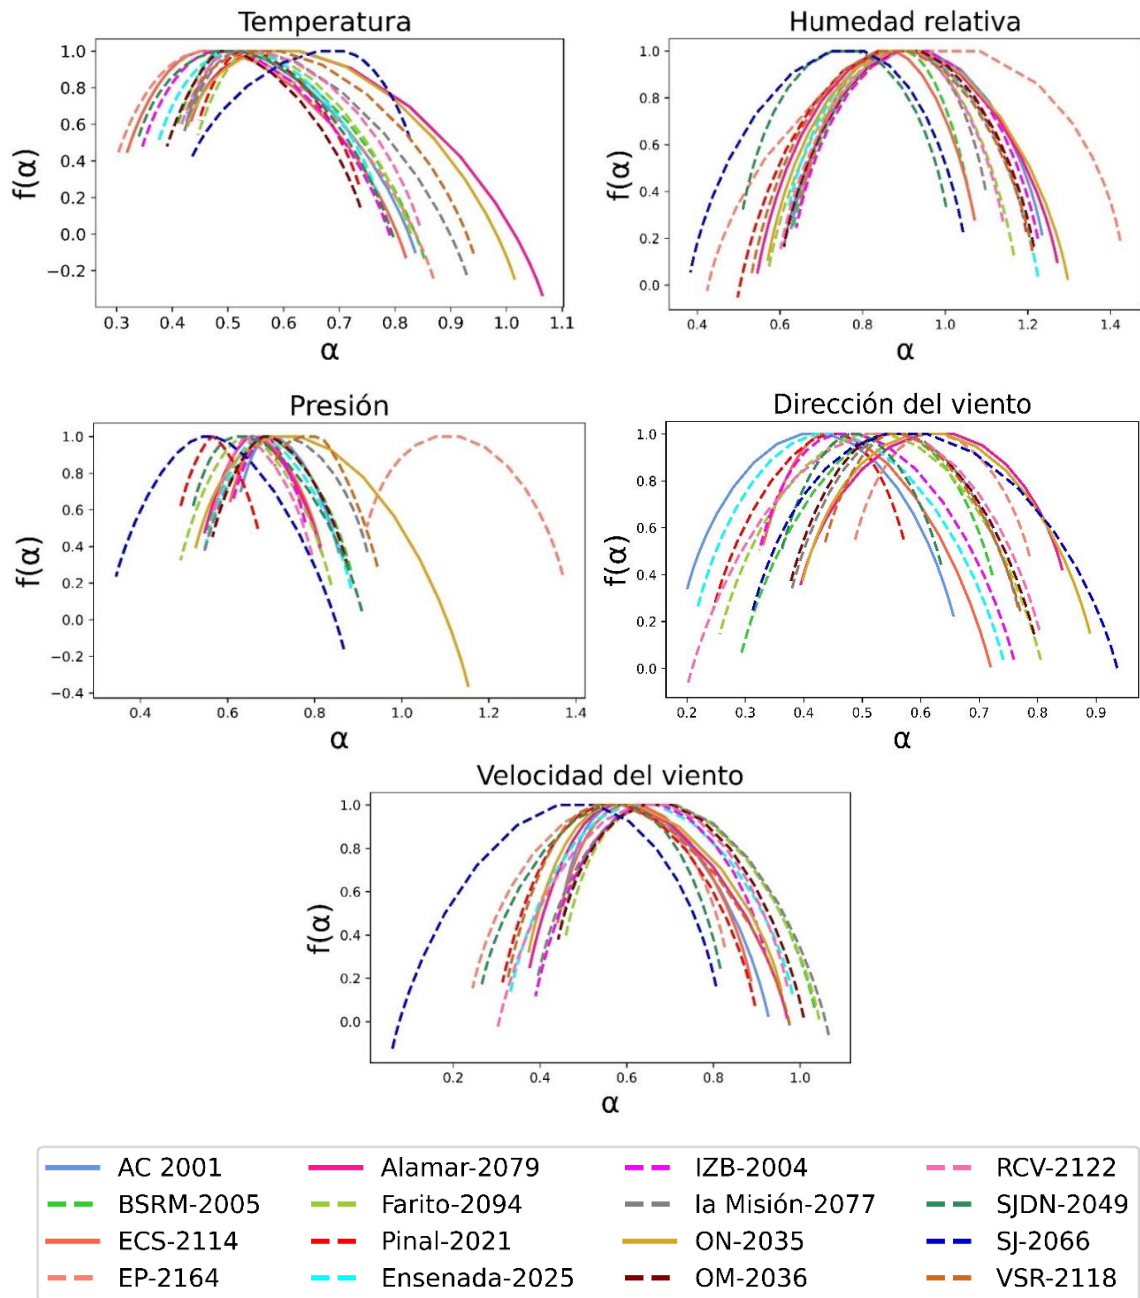 Temperatura
f(α)
1.0
0.8
0.6
0.4
0.2
0.0
−0.2
0.3 0.4 0.5 0.6 0.7 0.8 0.9 1.0 1.1
α
Humedad relativa
f(α)
1.0
0.8
0.6
0.4
0.2
0.0
0.4 0.6 0.8 1.0 1.2 1.4
α
Presión
f(α)
1.0
0.8
0.6
0.4
0.2
0.0
−0.2
−0.4
0.4 0.6 0.8 1.0 1.2 1.4
α
Dirección del viento
f(α)
1.0
0.8
0.6
0.4
0.2
0.0
0.2 0.3 0.4 0.5 0.6 0.7 0.8 0.9
α
Velocidad del viento
f(α)
1.0
0.8
0.6
0.4
0.2
0.0
0.2 0.4 0.6 0.8 1.0
α
AC 2001 Alamar-2079 IZB-2004 RCV-2122
BSRM-2005 Farito-2094 la Misión-2077 SJDN-2049
ECS-2114 Pinal-2021 ON-2035 SJ-2066
EP-2164 Ensenada-2025 OM-2036 VSR-2118